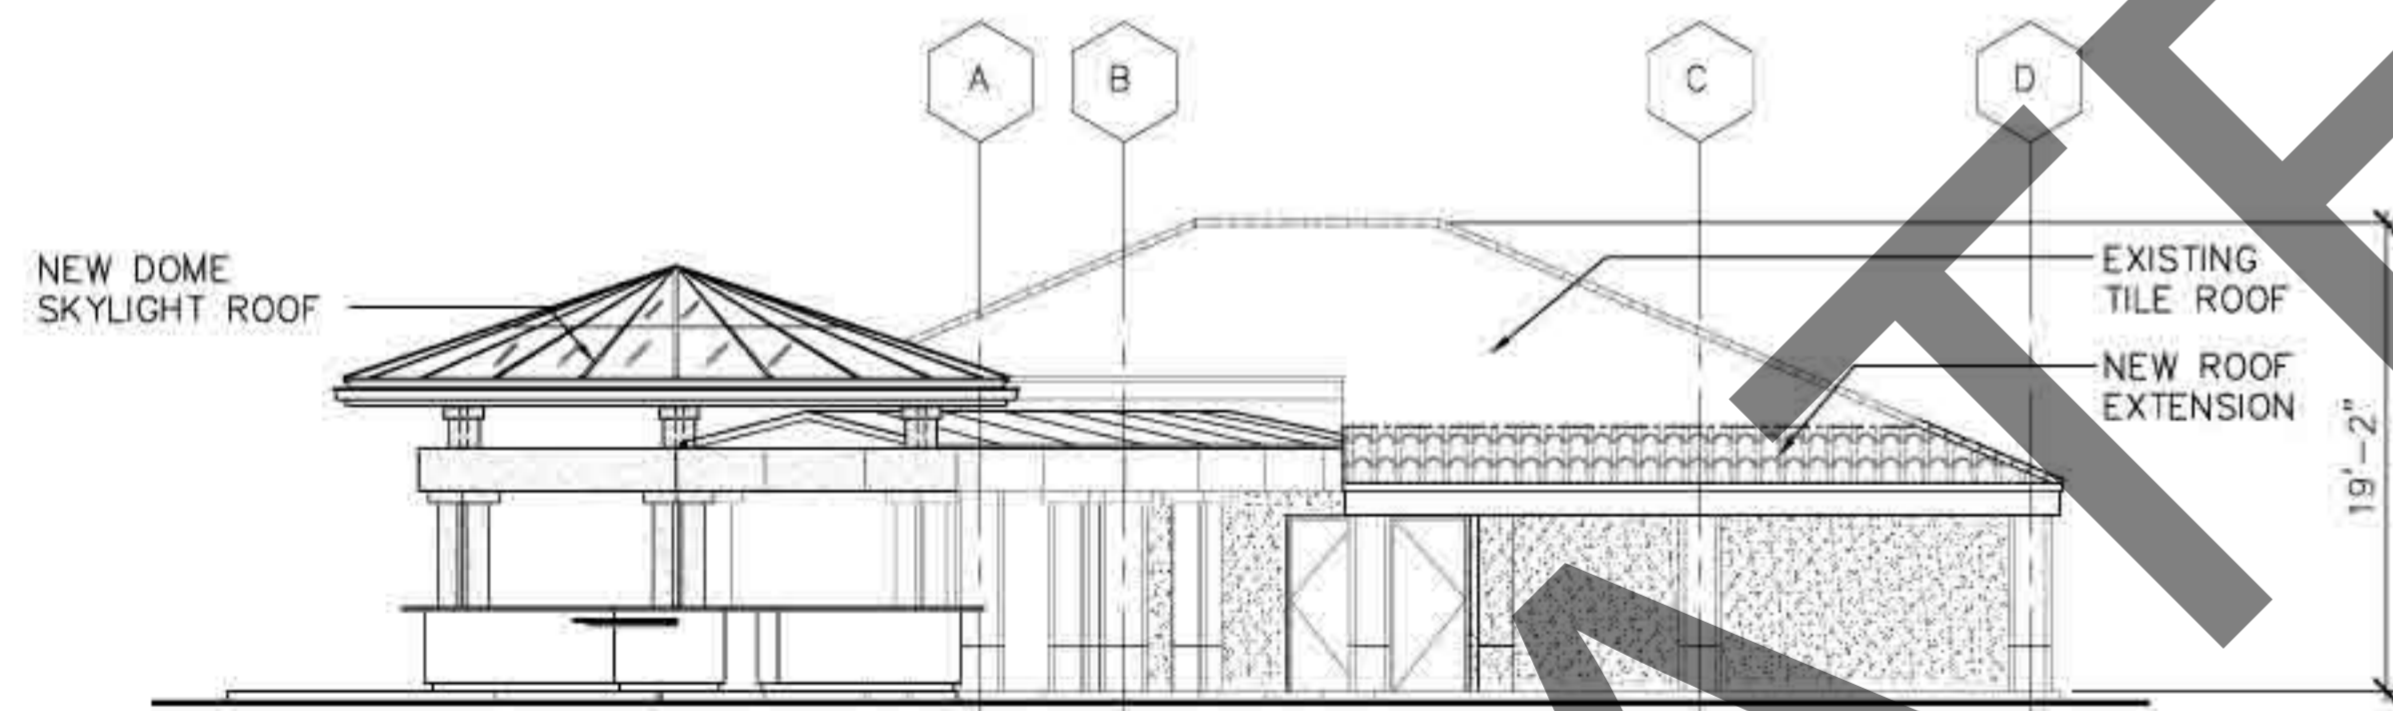 A B C D
NEW DOME
SKYLIGHT ROOF
EXISTING
TILE ROOF
NEW ROOF
EXTENSION
19'-2"